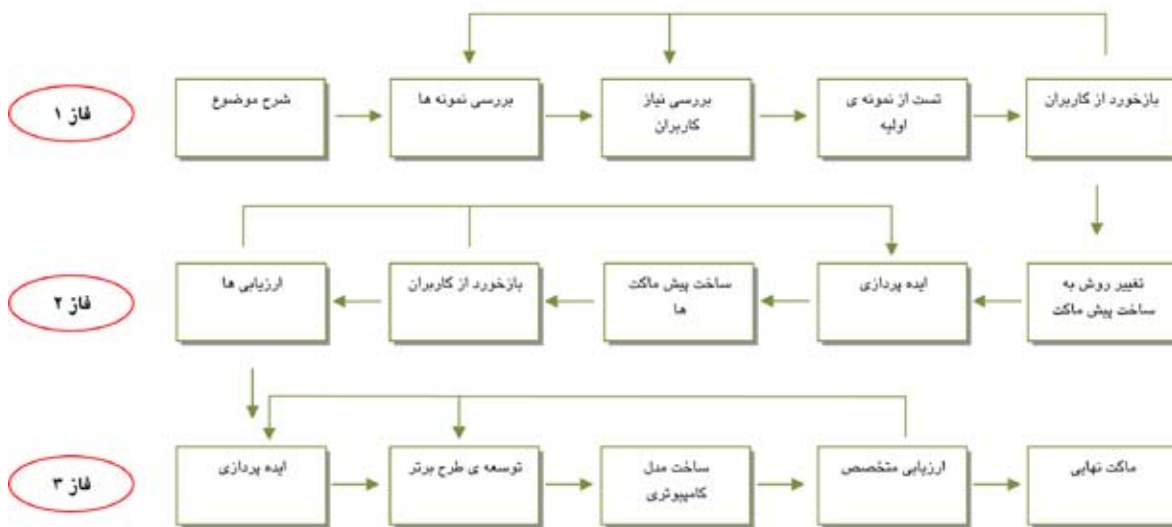 فاز ۱
شرح موضوع
بررسی نمونه ها
بررسی نیاز
کاربران
تست از نمونه ی
اولیه
بازخورد از کاربران
فاز ۲
ارزیابی ها
بازخورد از کاربران
ساخت پیش ماکت
ها
ایده پردازی
تغییر روش به
ساخت پیش ماکت
فاز ۳
ایده پردازی
توسعه ی طرح برتر
ساخت مدل
کامپیوتری
ارزیابی متخصص
ماکت نهایی